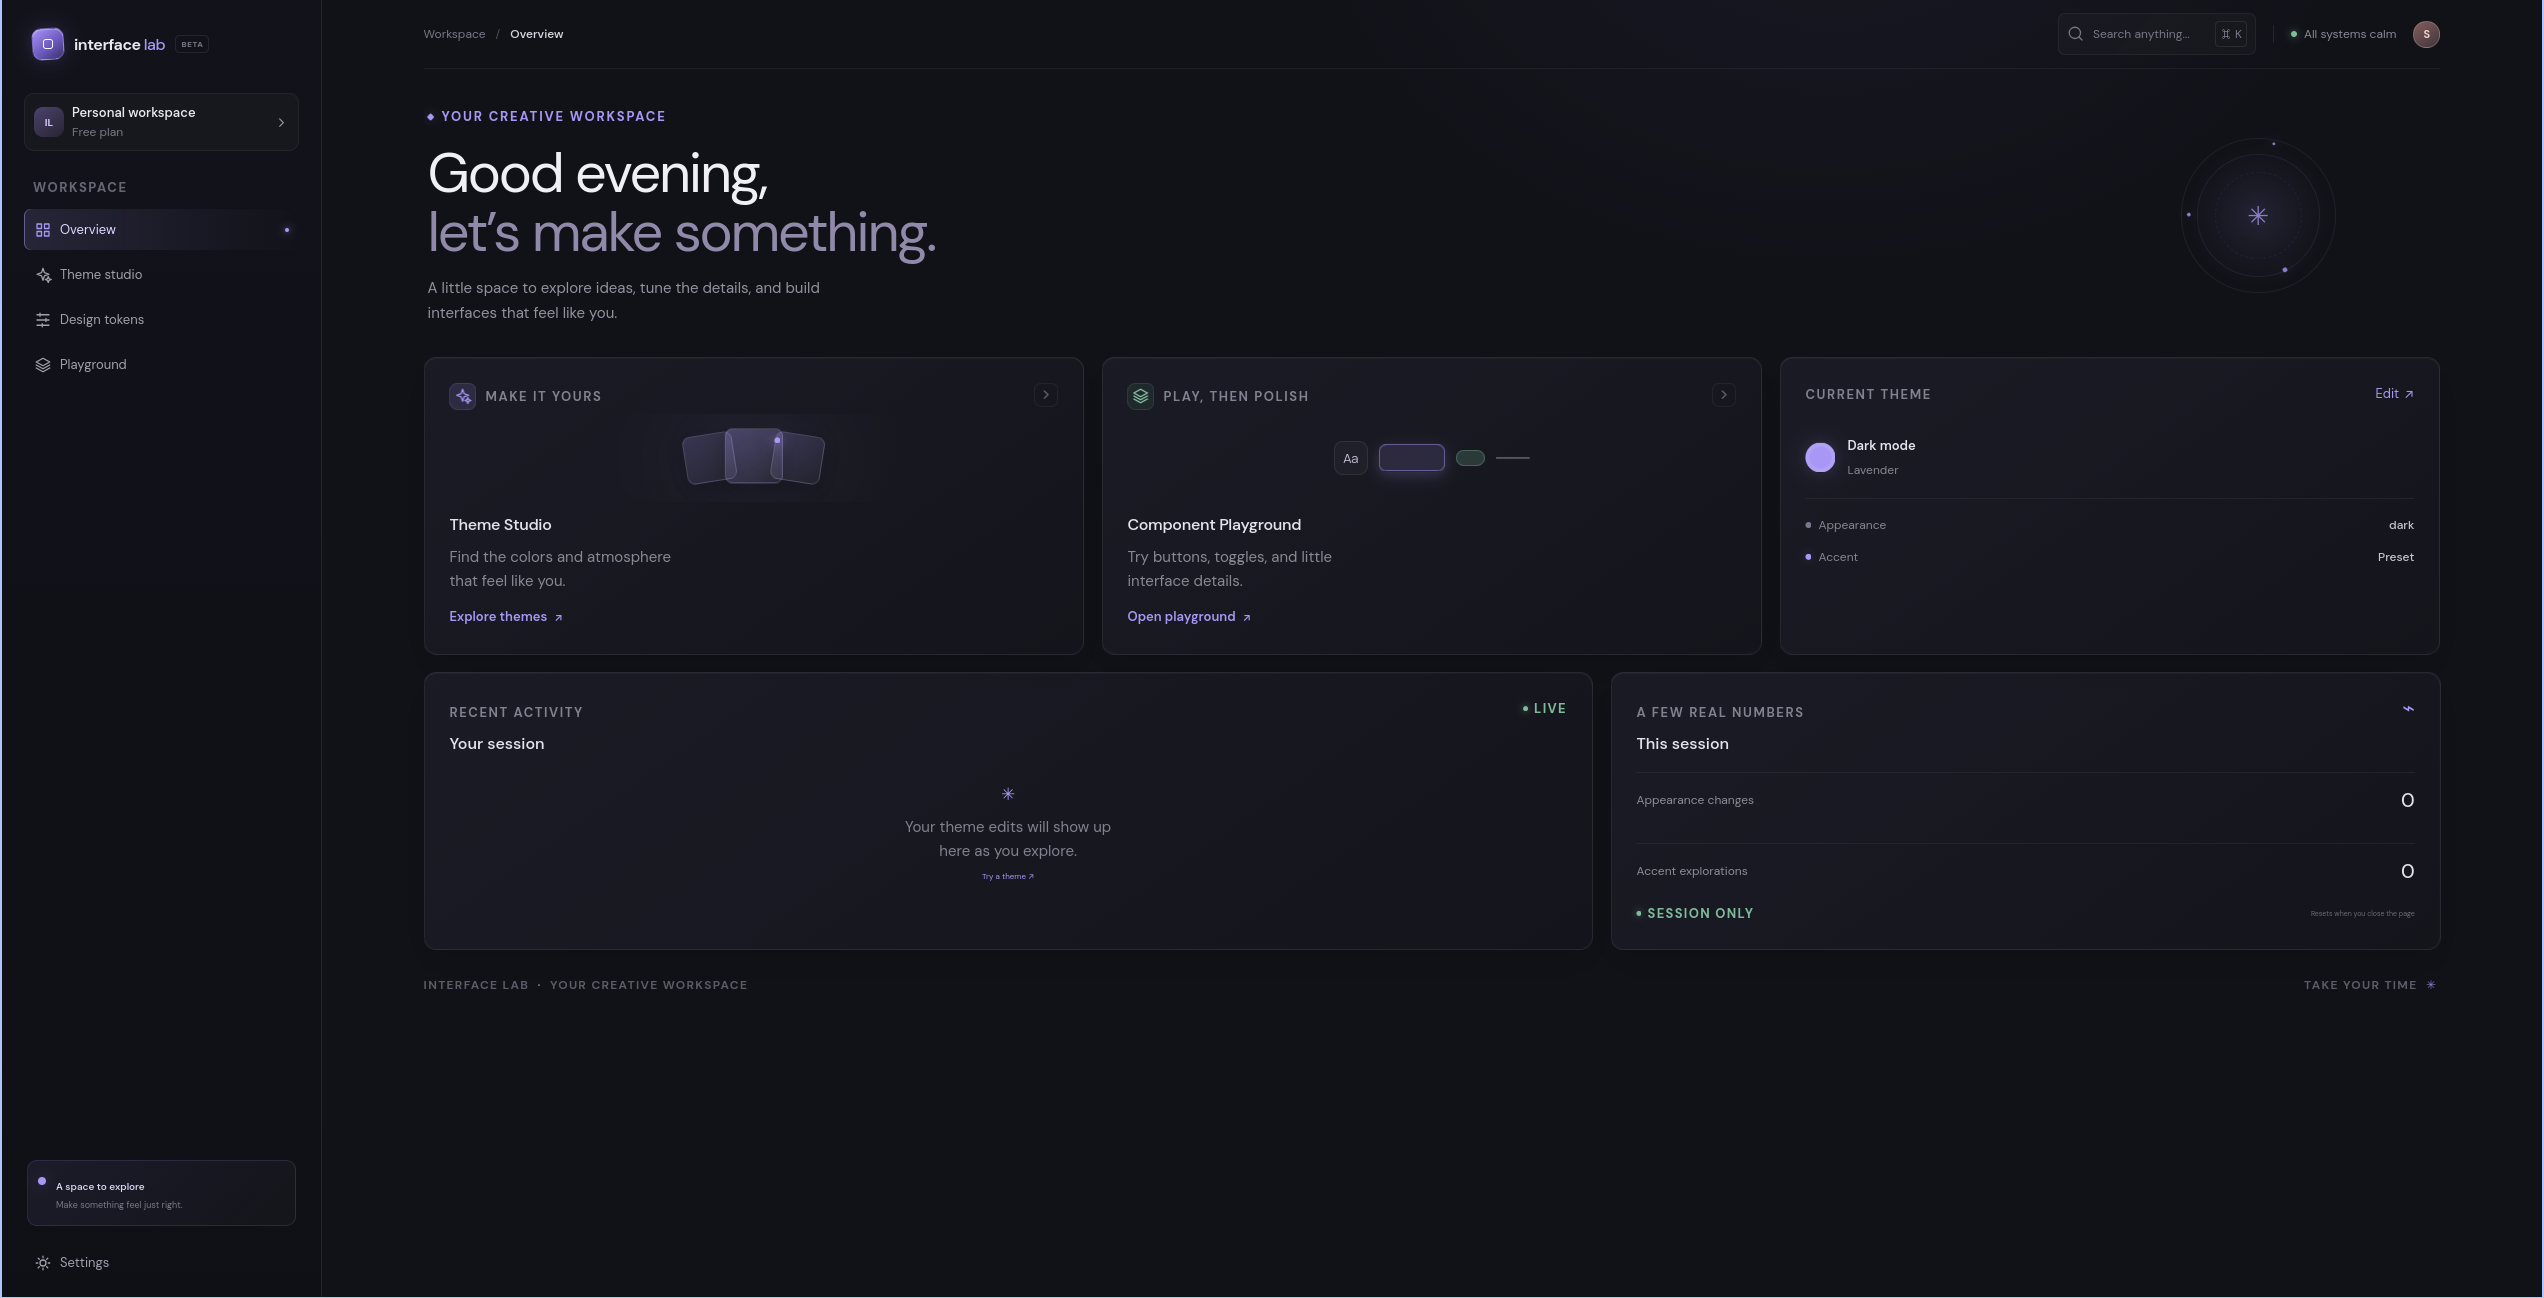 interface lab BETA
IL
Personal workspace
Free plan
WORKSPACE
Overview
Theme studio
Design tokens
Playground
A space to explore
Make something feel just right.
Settings
Workspace / Overview
Search anything...
⌘ K
All systems calm
S
YOUR CREATIVE WORKSPACE
Good evening,
let’s make something.
A little space to explore ideas, tune the details, and build
interfaces that feel like you.
MAKE IT YOURS
Theme Studio
Find the colors and atmosphere
that feel like you.
Explore themes ↗
PLAY, THEN POLISH
Aa
Component Playground
Try buttons, toggles, and little
interface details.
Open playground ↗
CURRENT THEME
Edit ↗
Dark mode
Lavender
Appearance dark
Accent Preset
RECENT ACTIVITY
LIVE
Your session
Your theme edits will show up
here as you explore.
Try a theme ↗
A FEW REAL NUMBERS
This session
Appearance changes 0
Accent explorations 0
SESSION ONLY
Resets when you close the page
INTERFACE LAB · YOUR CREATIVE WORKSPACE
TAKE YOUR TIME